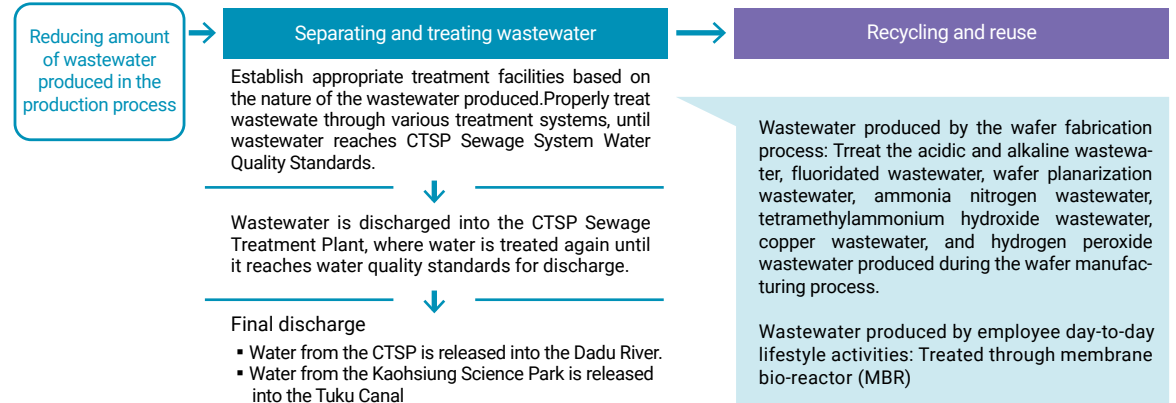 Reducing amount
of wastewater
produced in the
production process
Separating and treating wastewater
Establish appropriate treatment facilities based on
the nature of the wastewater produced.Properly treat
wastewate through various treatment systems, until
wastewater reaches CTSP Sewage System Water
Quality Standards.
Wastewater is discharged into the CTSP Sewage
Treatment Plant, where water is treated again until
it reaches water quality standards for discharge.
Final discharge
▪ Water from the CTSP is released into the Dadu River.
▪ Water from the Kaohsiung Science Park is released
into the Tuku Canal
Recycling and reuse
Wastewater produced by the wafer fabrication
process: Trreat the acidic and alkaline wastewa-
ter, fluoridated wastewater, wafer planarization
wastewater, ammonia nitrogen wastewater,
tetramethylammonium hydroxide wastewater,
copper wastewater, and hydrogen peroxide
wastewater produced during the wafer manufac-
turing process.
Wastewater produced by employee day-to-day
lifestyle activities: Treated through membrane
bio-reactor (MBR)